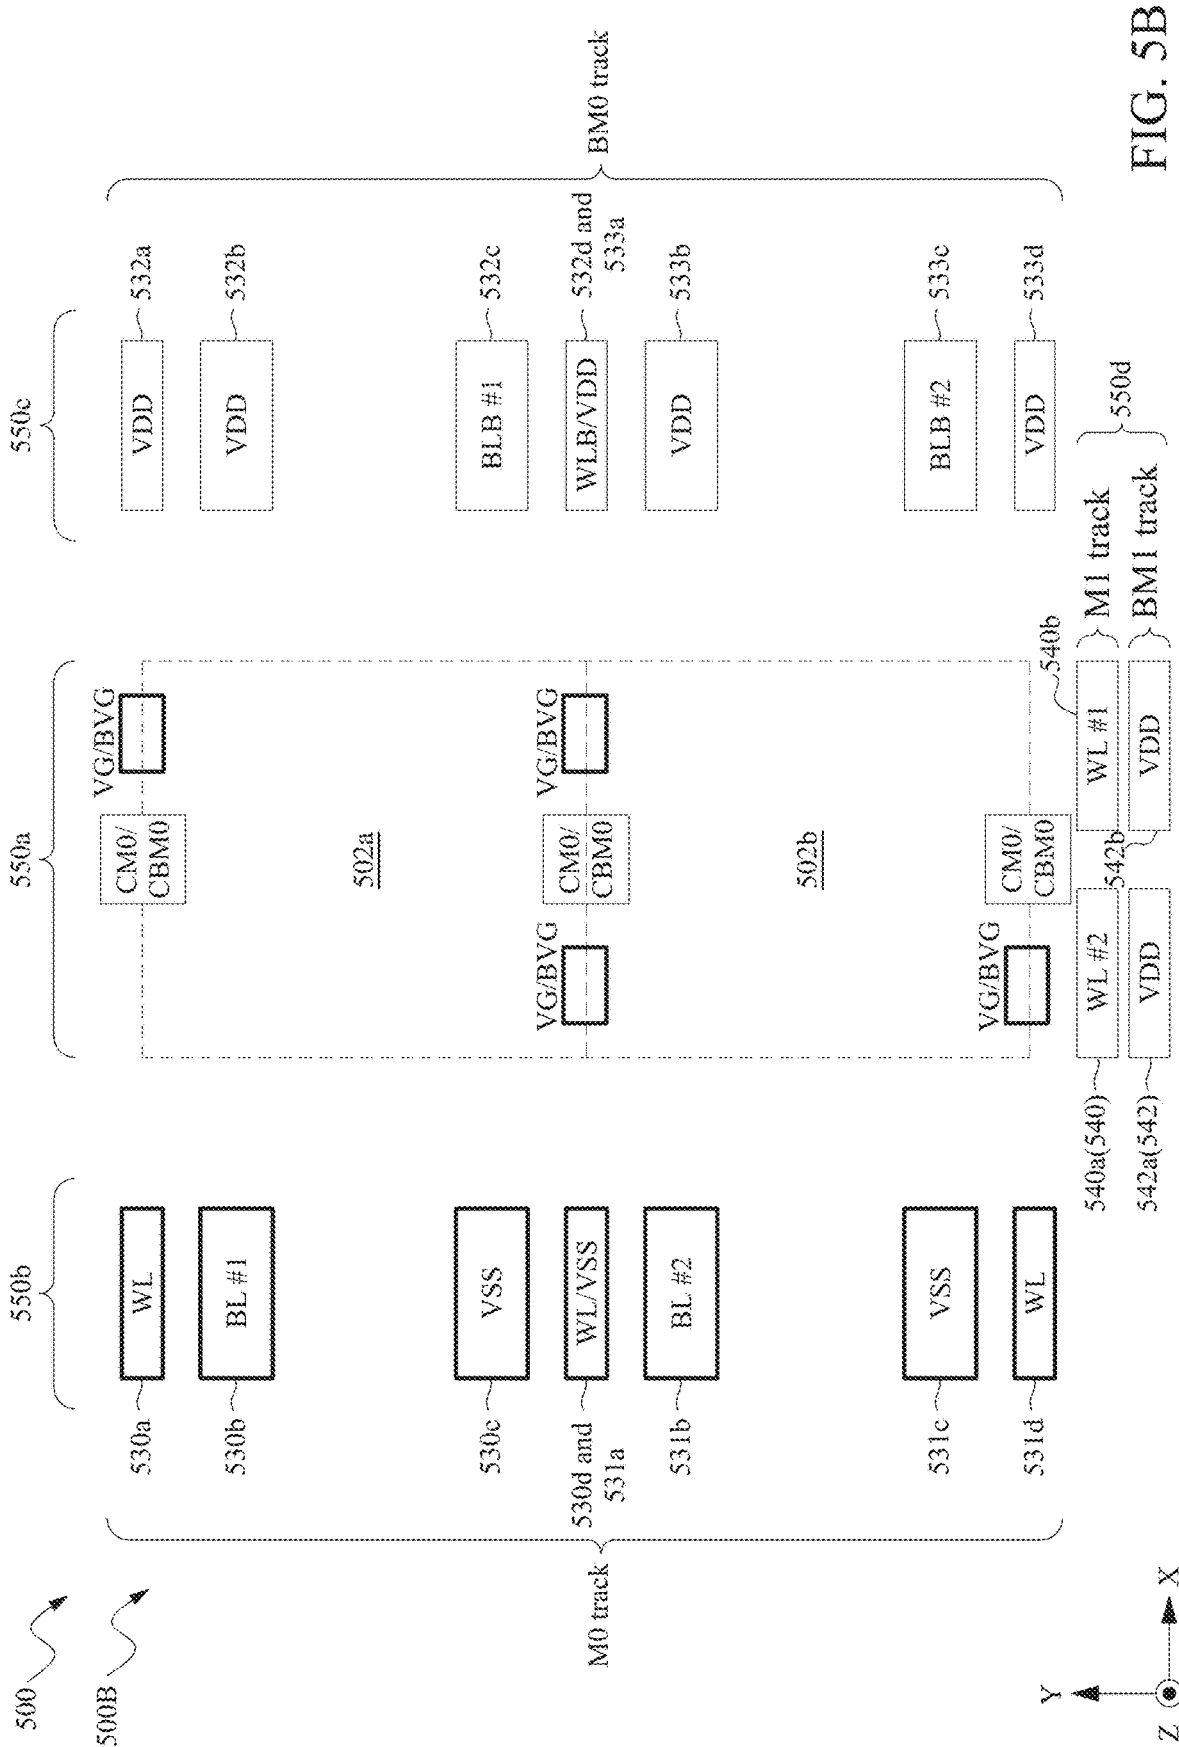 500
500B
550b
550a
550c
M0 track
530a
WL
530b
BL #1
530c
VSS
530d and
531a
WL/VSS
531b
BL #2
531c
VSS
531d
WL
VG/BVG
CM0/
CBM0
502a
VG/BVG
CM0/
CBM0
VG/BVG
502b
VG/BVG
CM0/
CBM0
VDD
532a
VDD
532b
BLB #1
532c
WLB/VDD
532d and
533a
VDD
533b
BLB #2
533c
VDD
533d
BM0 track
540a(540)
WL #2
WL #1
540b
M1 track
542a(542)
VDD
542b
VDD
BM1 track
550d
Y
Z
X
FIG. 5B